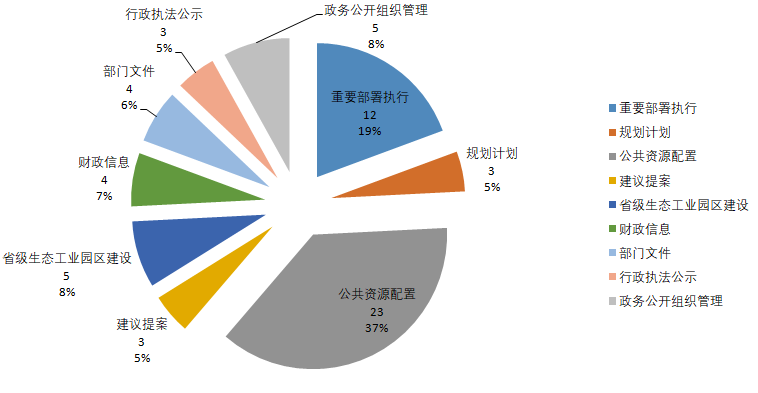 政务公开组织管理
5
8%
行政执法公示
3
5%
部门文件
4
6%
财政信息
4
7%
省级生态工业园区建设
5
8%
建议提案
3
5%
重要部署执行
12
19%
规划计划
3
5%
公共资源配置
23
37%
重要部署执行
规划计划
公共资源配置
建议提案
省级生态工业园区建设
财政信息
部门文件
行政执法公示
政务公开组织管理